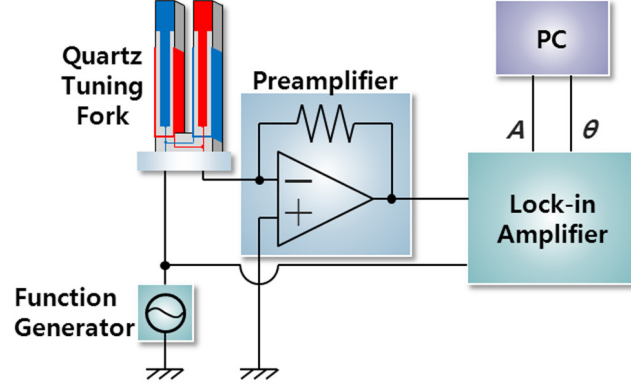 Quartz
Tuning
Fork
Preamplifier
PC
A
θ
Lock-in
Amplifier
Function
Generator